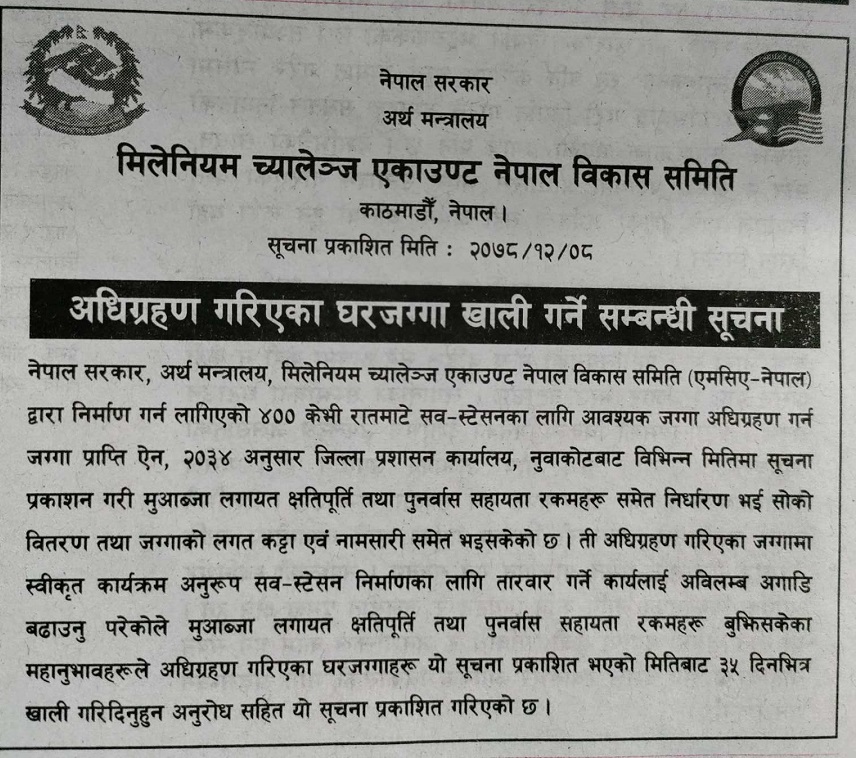 नेपाल सरकार
अर्थ मन्त्रालय
मिलेनियम च्यालेञ्ज एकाउण्ट नेपाल विकास समिति
काठमाडौँ, नेपाल ।
सूचना प्रकाशित मिति : २०७८/१२/०८
अधिग्रहण गरिएका घरजग्गा खाली गर्ने सम्बन्धी सूचना
नेपाल सरकार, अर्थ मन्त्रालय, मिलेनियम च्यालेञ्ज एकाउण्ट नेपाल विकास समिति (एमसिए-नेपाल)
द्वारा निर्माण गर्न लागिएको ४०० केभी रातमाटे सव-स्टेसनका लागि आवश्यक जग्गा अधिग्रहण गर्न
जग्गा प्राप्ति ऐन, २०३४ अनुसार जिल्ला प्रशासन कार्यालय, नुवाकोटबाट विभिन्न मितिमा सूचना
प्रकाशन गरी मुआब्जा लगायत क्षतिपूर्ति तथा पुनर्वास सहायता रकमहरू समेत निर्धारण भई सोको
वितरण तथा जग्गाको लगत कट्टा एवं नामसारी समेत भइसकेको छ । ती अधिग्रहण गरिएका जग्गामा
स्वीकृत कार्यक्रम अनुरूप सव-स्टेसन निर्माणका लागि तारवार गर्ने कार्यलाई अविलम्ब अगाडि
बढाउनु परेकोले मुआब्जा लगायत क्षतिपूर्ति तथा पुनर्वास सहायता रकमहरू बुझिसकेका
महानुभावहरूले अधिग्रहण गरिएका घरजग्गाहरू यो सूचना प्रकाशित भएको मितिबाट ३५ दिनभित्र
खाली गरिदिनुहुन अनुरोध सहित यो सूचना प्रकाशित गरिएको छ ।